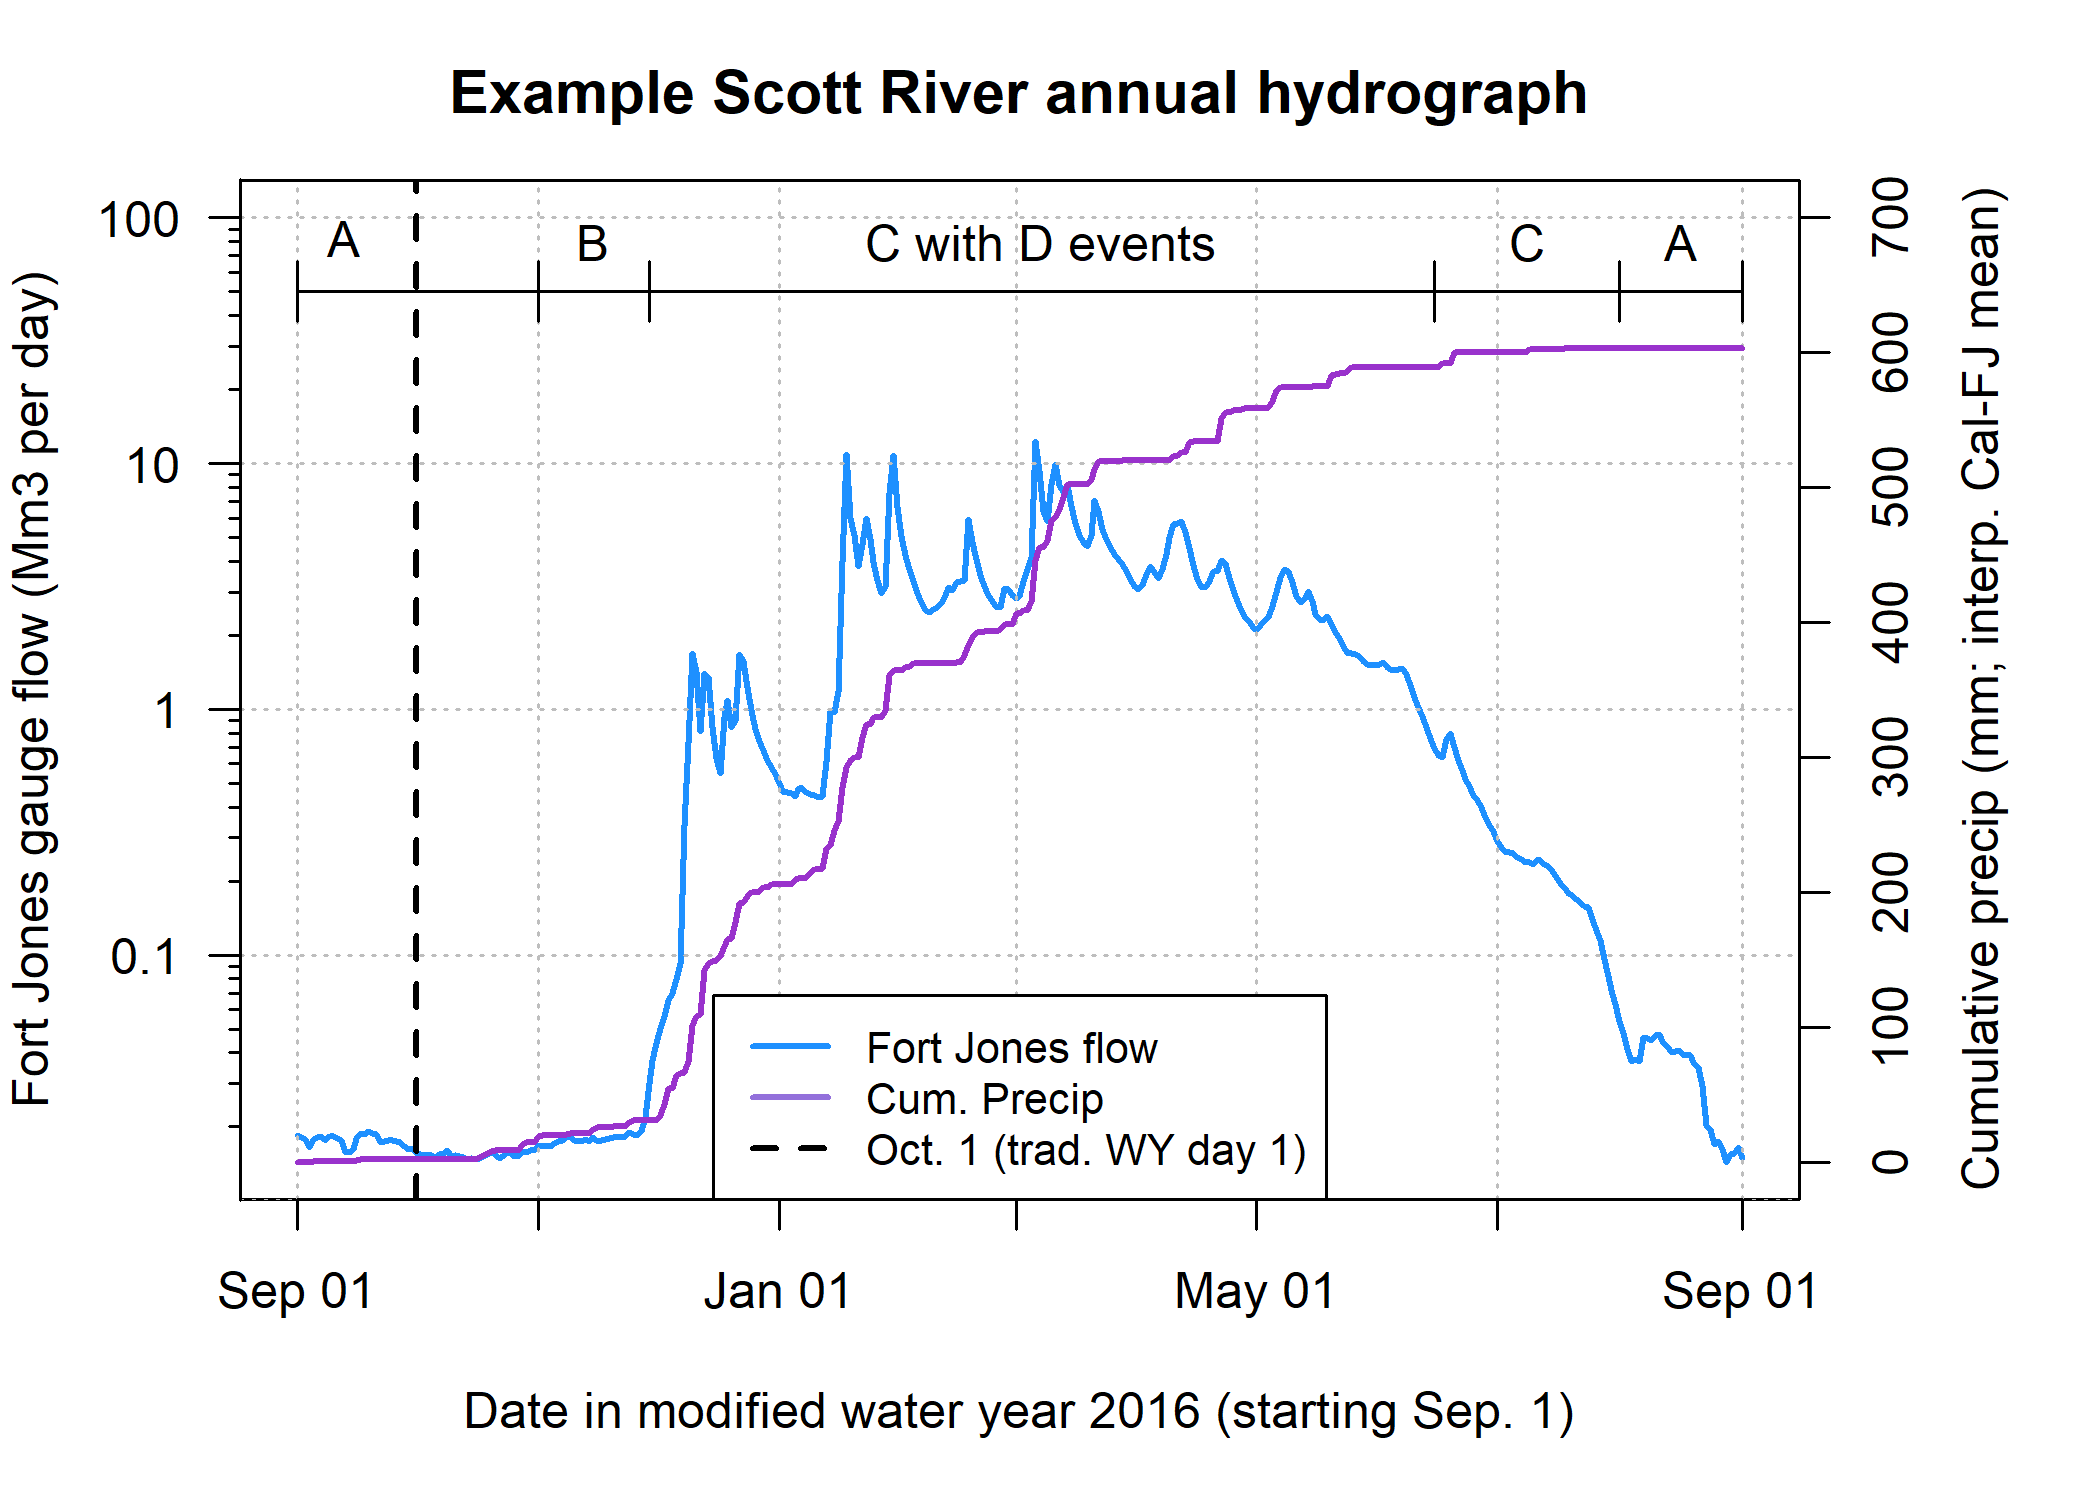 Example Scott River annual hydrograph
A
B
C with D events
C
A
100
10
1
0.1
Fort Jones gauge flow (Mm3 per day)
700
600
500
400
300
200
100
0
Cumulative precip (mm; interp. Cal-FJ mean)
Fort Jones flow
Cum. Precip
Oct. 1 (trad. WY day 1)
Sep 01
Jan 01
May 01
Sep 01
Date in modified water year 2016 (starting Sep. 1)